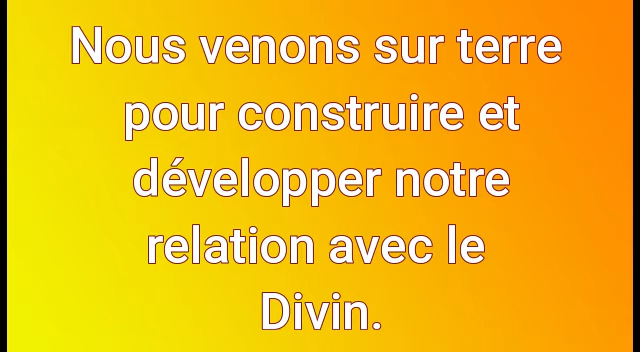 Nous venons sur terre
pour construire et
développer notre
relation avec le
Divin.